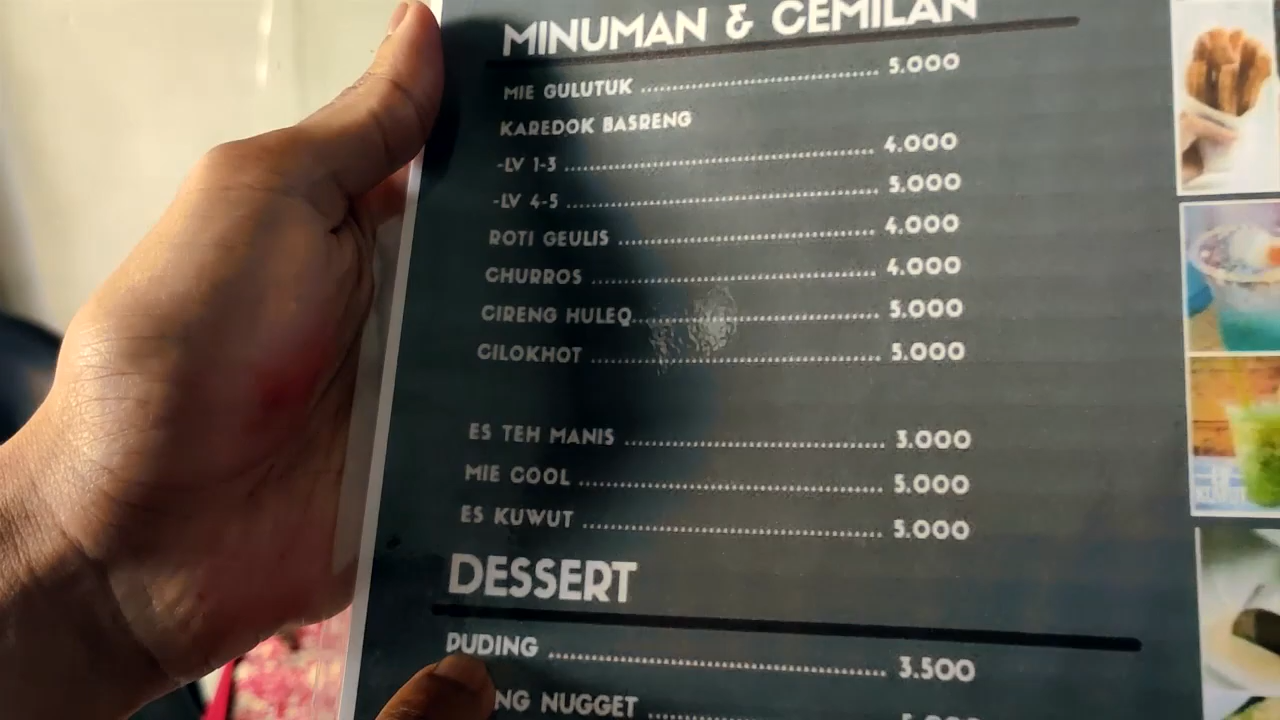 MINUMAN & CEMILAN
MIE GULUTUK 5.000
KAREDOK BASRENG
-LV 1-3 4.000
-LV 4-5 5.000
ROTI GEULIS 4.000
CHURROS 4.000
CIRENG HULEQ 5.000
CILOKHOT 5.000
ES TEH MANIS 3.000
MIE COOL 5.000
ES KUWUT 5.000
DESSERT
PUDING 3.500
NUGGET